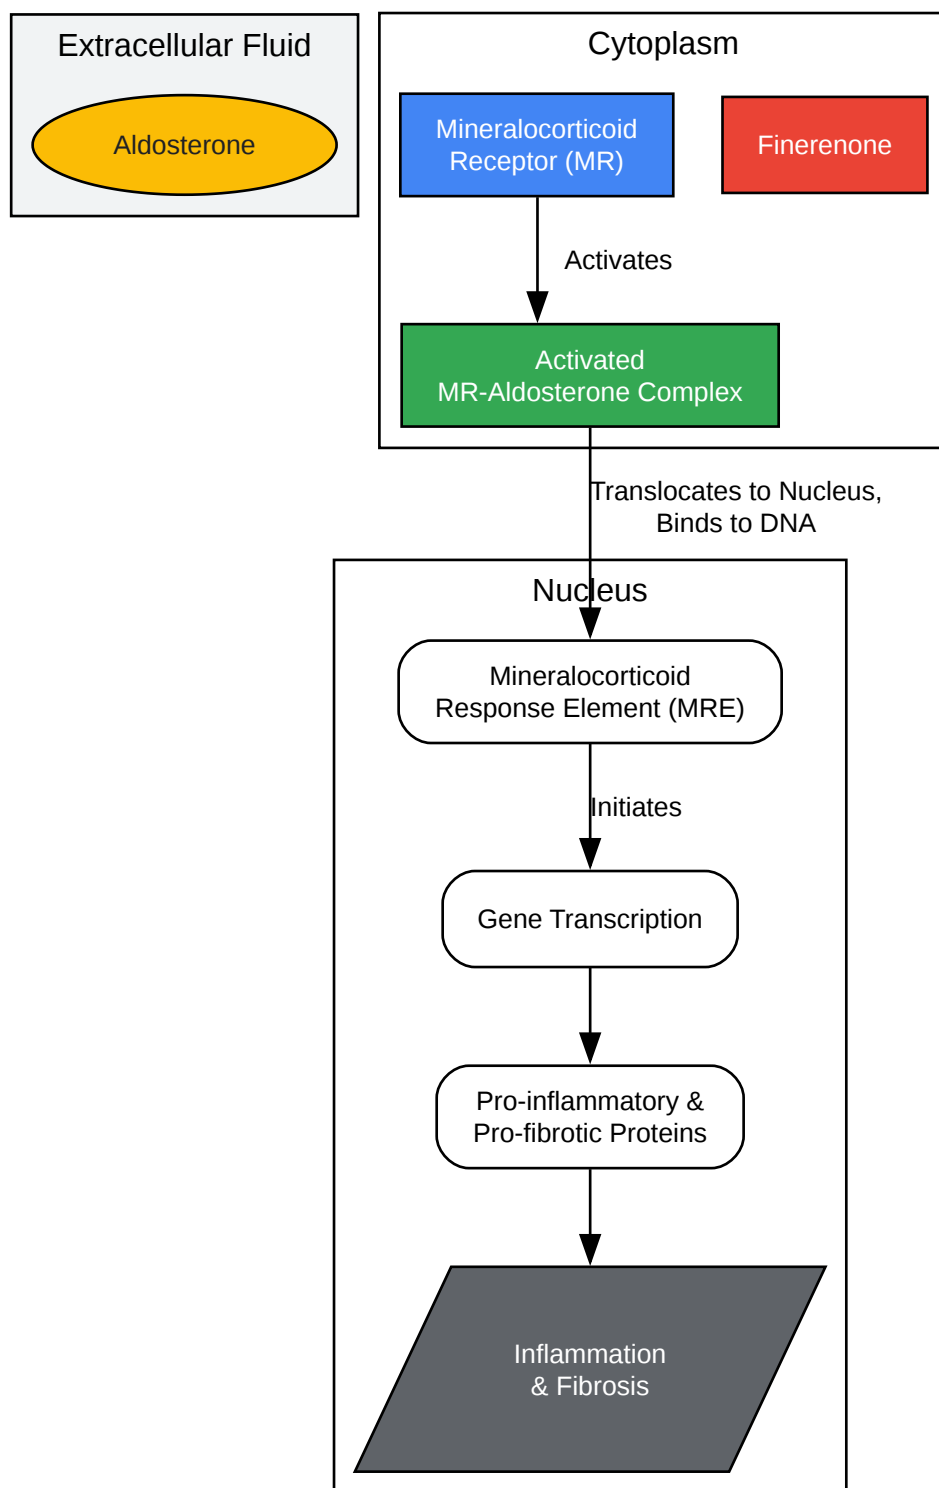 Extracellular Fluid
Aldosterone
Cytoplasm
Mineralocorticoid
Receptor (MR)
Finerenone
Activates
Activated
MR-Aldosterone Complex
Translocates to Nucleus,
Binds to DNA
Nucleus
Mineralocorticoid
Response Element (MRE)
Initiates
Gene Transcription
Pro-inflammatory &
Pro-fibrotic Proteins
Inflammation
& Fibrosis